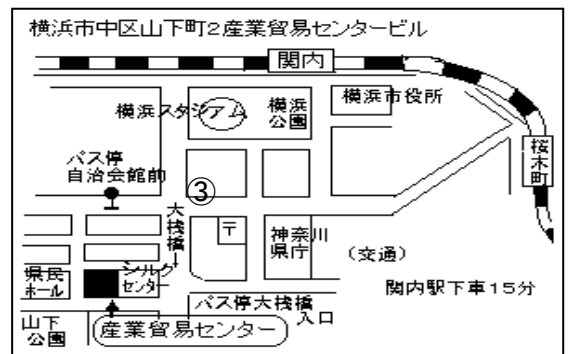 横浜市中区山下町2産業貿易センタービル
関内
横浜スタジアム
横浜
公園
横浜市役所
桜木町
バス停
自治会館前
③
大桟橋
〒
神奈川
県庁
(交通)
県民
ホール
シルク
センター
関内駅下車15分
バス停大桟橋
入口
山下
公園
産業貿易センター